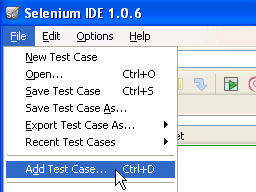 Selenium IDE 1.0.6
File Edit Options Help
New Test Case
Open... Ctrl+O
Save Test Case Ctrl+S
Save Test Case As...
Export Test Case As...
Recent Test Cases
Add Test Case... Ctrl+D